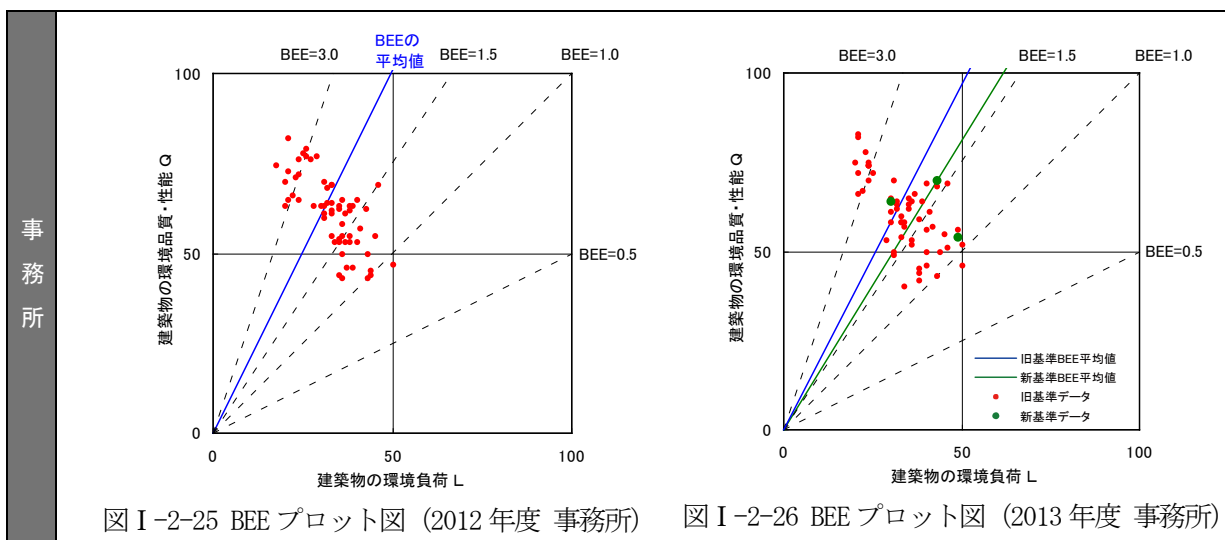 事
務
所
BEE=3.0
BEEの
平均値
BEE=1.5
BEE=1.0
100
建築物の環境品質・性能 Q
50
BEE=0.5
0
0
50
100
建築物の環境負荷 L
図Ⅰ-2-25 BEE プロット図 (2012 年度 事務所)
BEE=3.0
BEE=1.5
BEE=1.0
100
建築物の環境品質・性能 Q
50
BEE=0.5
旧基準BEE平均値
新基準BEE平均値
旧基準データ
新基準データ
0
0
50
100
建築物の環境負荷 L
図Ⅰ-2-26 BEE プロット図 (2013 年度 事務所)